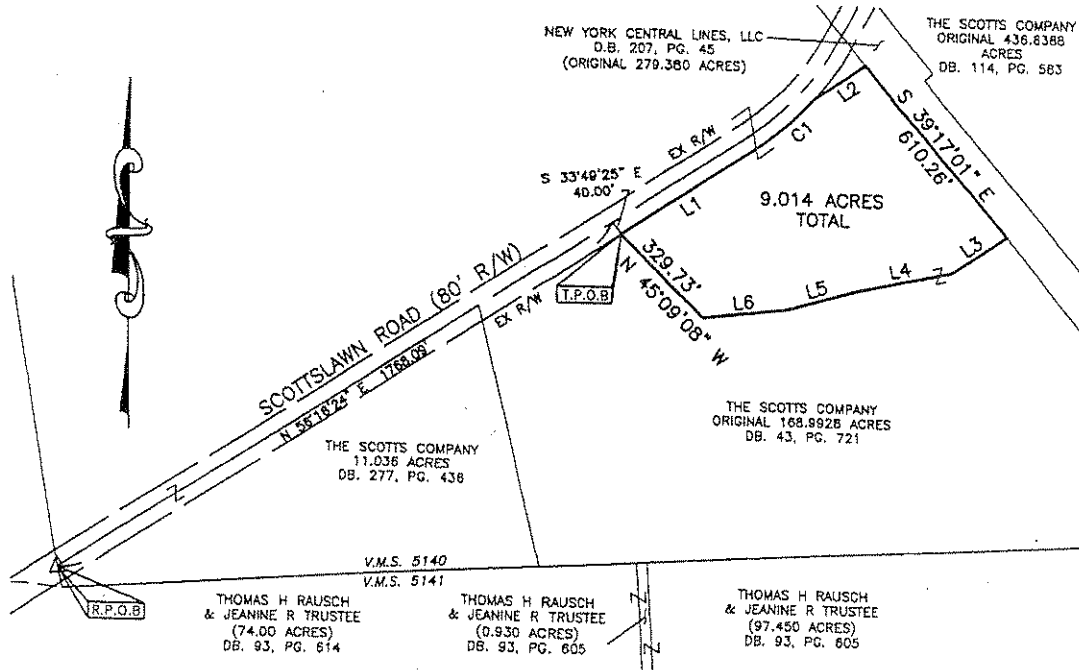 NEW YORK CENTRAL LINES, LLC
D.B. 207, PG. 45
(ORIGINAL 279.380 ACRES)
THE SCOTTS COMPANY
ORIGINAL 436.8388
ACRES
DB. 114, PG. 563
L2
C1
S 39°17'01" E
610.26'
EX R/W
S 33°49'25" E
40.00'
L1
9.014 ACRES
TOTAL
L3
L4
L5
L6
329.73'
N 45°09'08" W
T.P.O.B
SCOTTSLAWN ROAD (80' R/W)
EX R/W
N 56°16'24" E 1768.09'
THE SCOTTS COMPANY
ORIGINAL 168.9928 ACRES
DB. 43, PG. 721
THE SCOTTS COMPANY
11.036 ACRES
DB. 277, PG. 436
V.M.S. 5140
V.M.S. 5141
R.P.O.B
THOMAS H RAUSCH
& JEANINE R TRUSTEE
(74.00 ACRES)
DB. 93, PG. 614
THOMAS H RAUSCH
& JEANINE R TRUSTEE
(0.930 ACRES)
DB. 93, PG. 605
THOMAS H RAUSCH
& JEANINE R TRUSTEE
(97.450 ACRES)
DB. 93, PG. 605